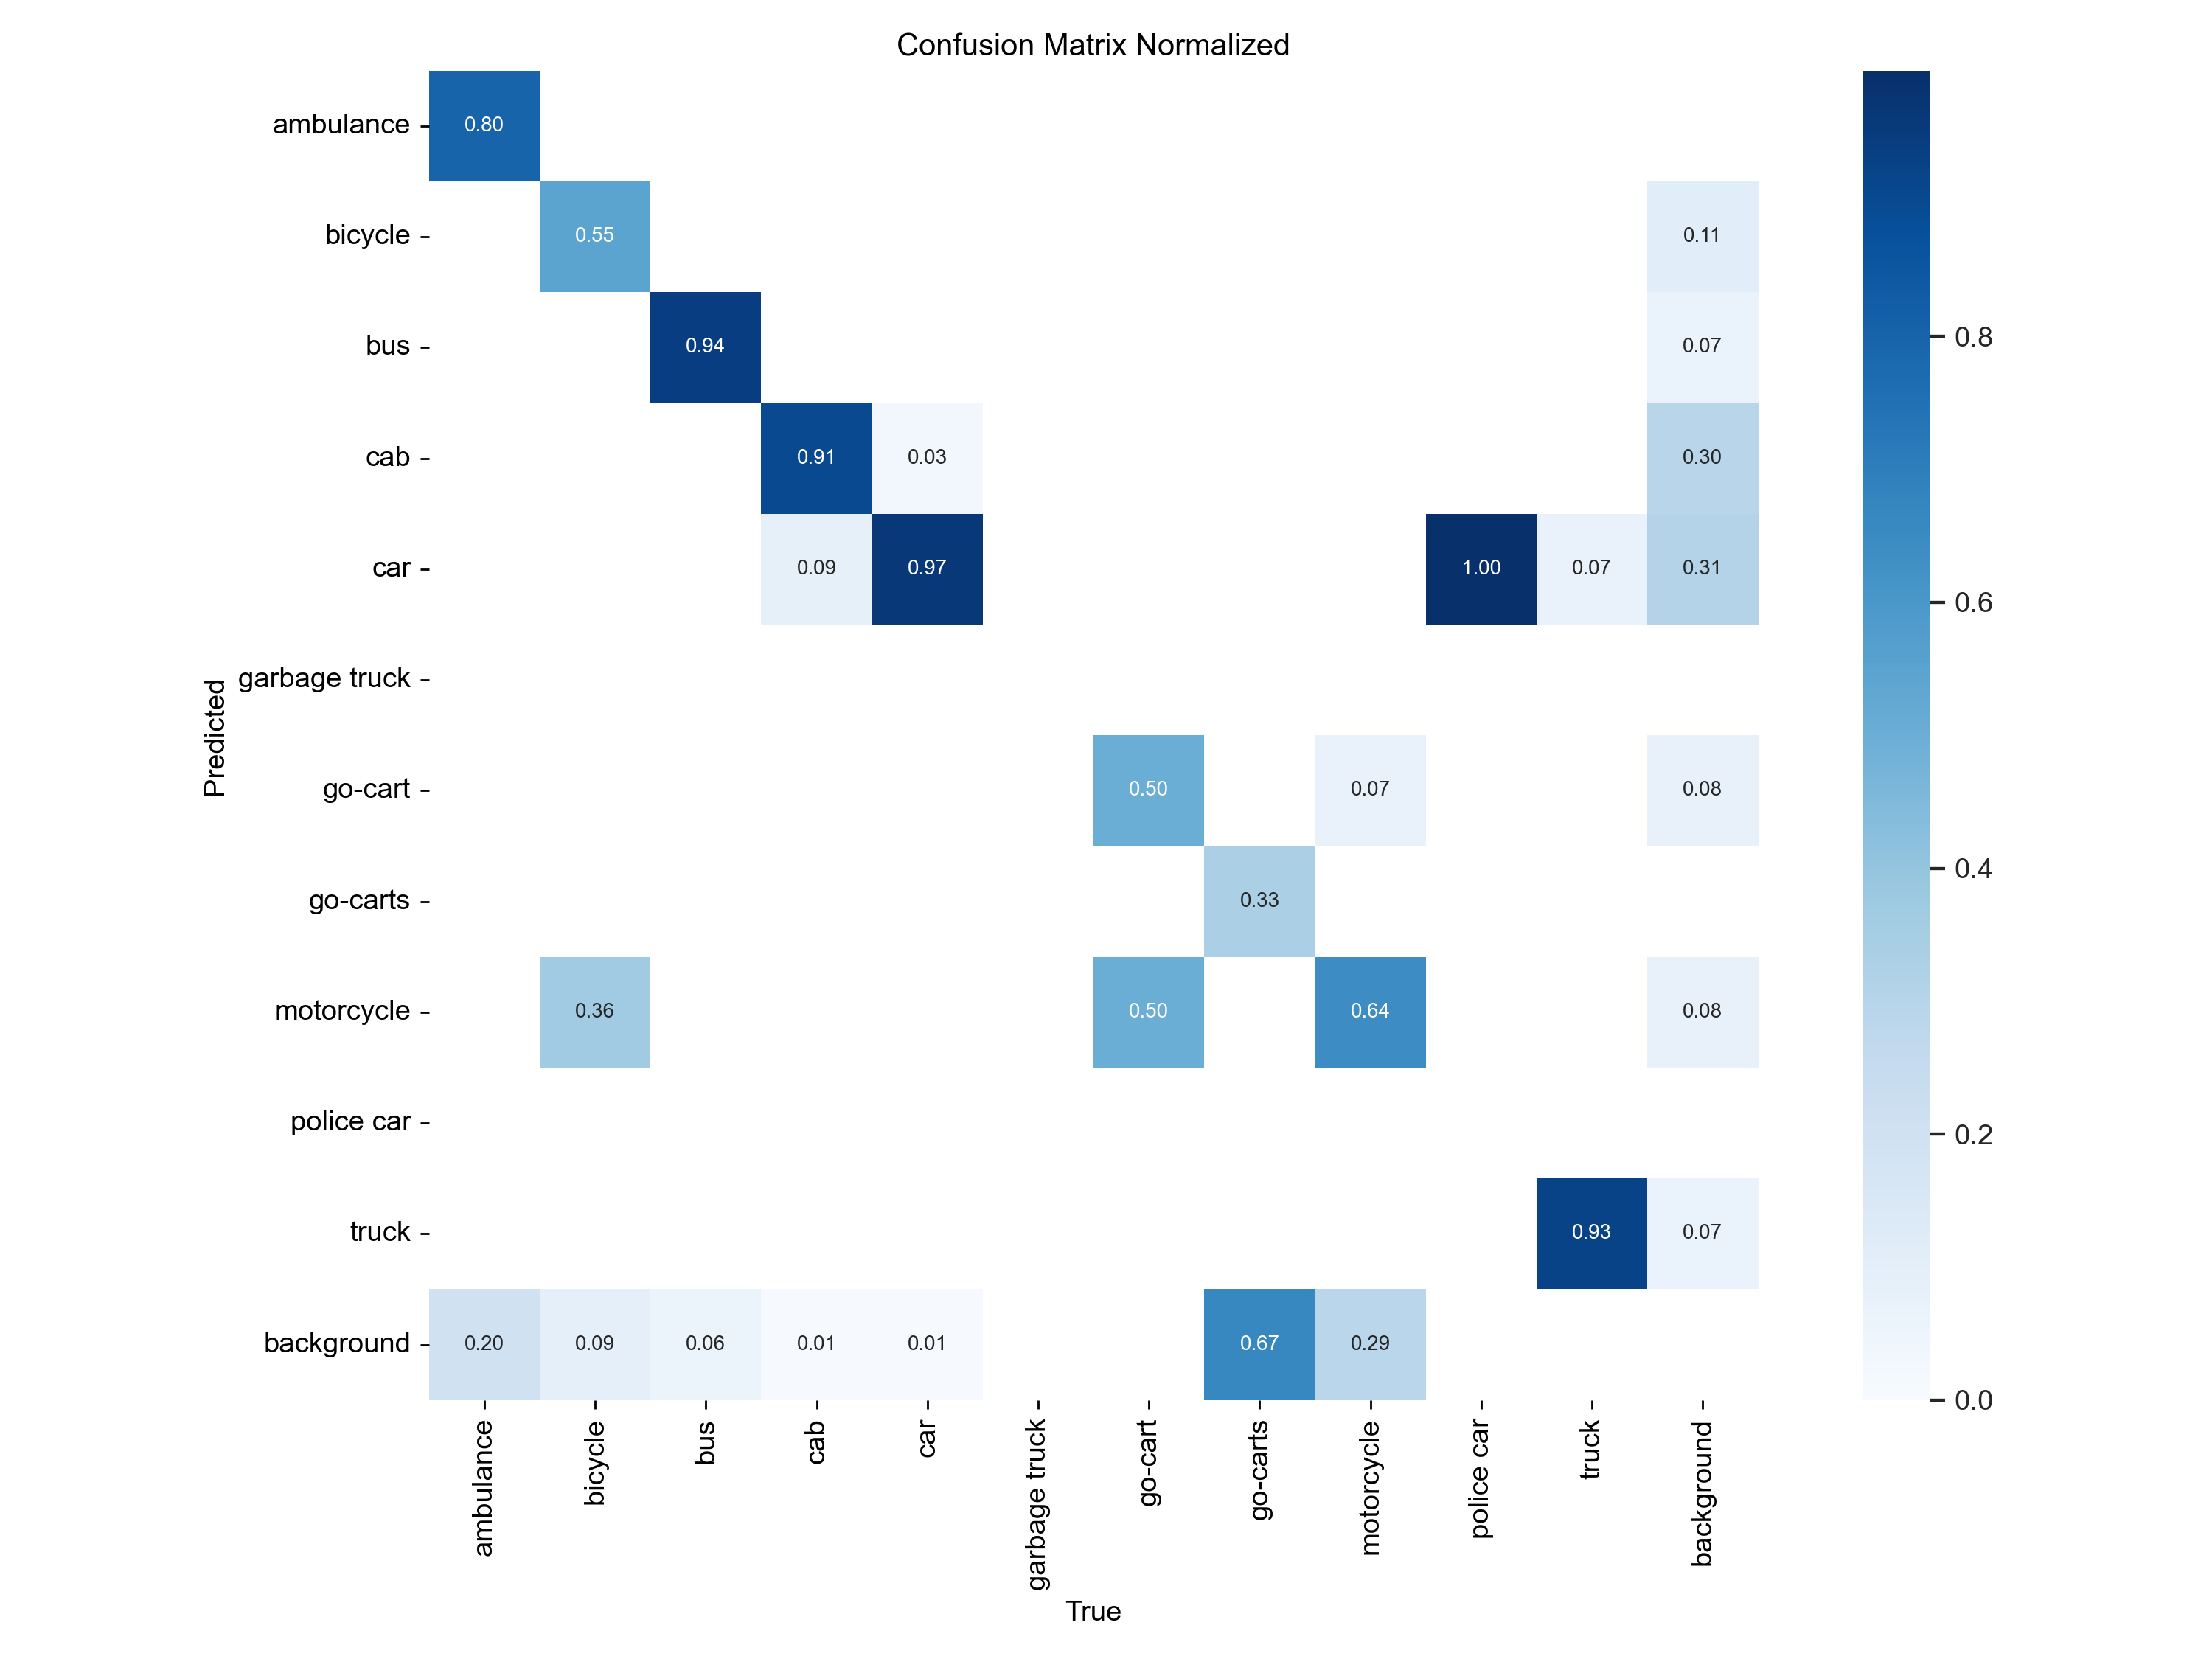 Confusion Matrix Normalized
ambulance 0.80
bicycle 0.55 0.11
bus 0.94 0.07
0.8
cab 0.91 0.03 0.30
car 0.09 0.97 1.00 0.07 0.31
0.6
garbage truck
Predicted
go-cart 0.50 0.07 0.08
0.4
go-carts 0.33
motorcycle 0.36 0.50 0.64 0.08
police car
0.2
truck 0.93 0.07
background 0.20 0.09 0.06 0.01 0.01 0.67 0.29
0.0
ambulance
bicycle
bus
cab
car
garbage truck
go-cart
go-carts
motorcycle
police car
truck
background
True